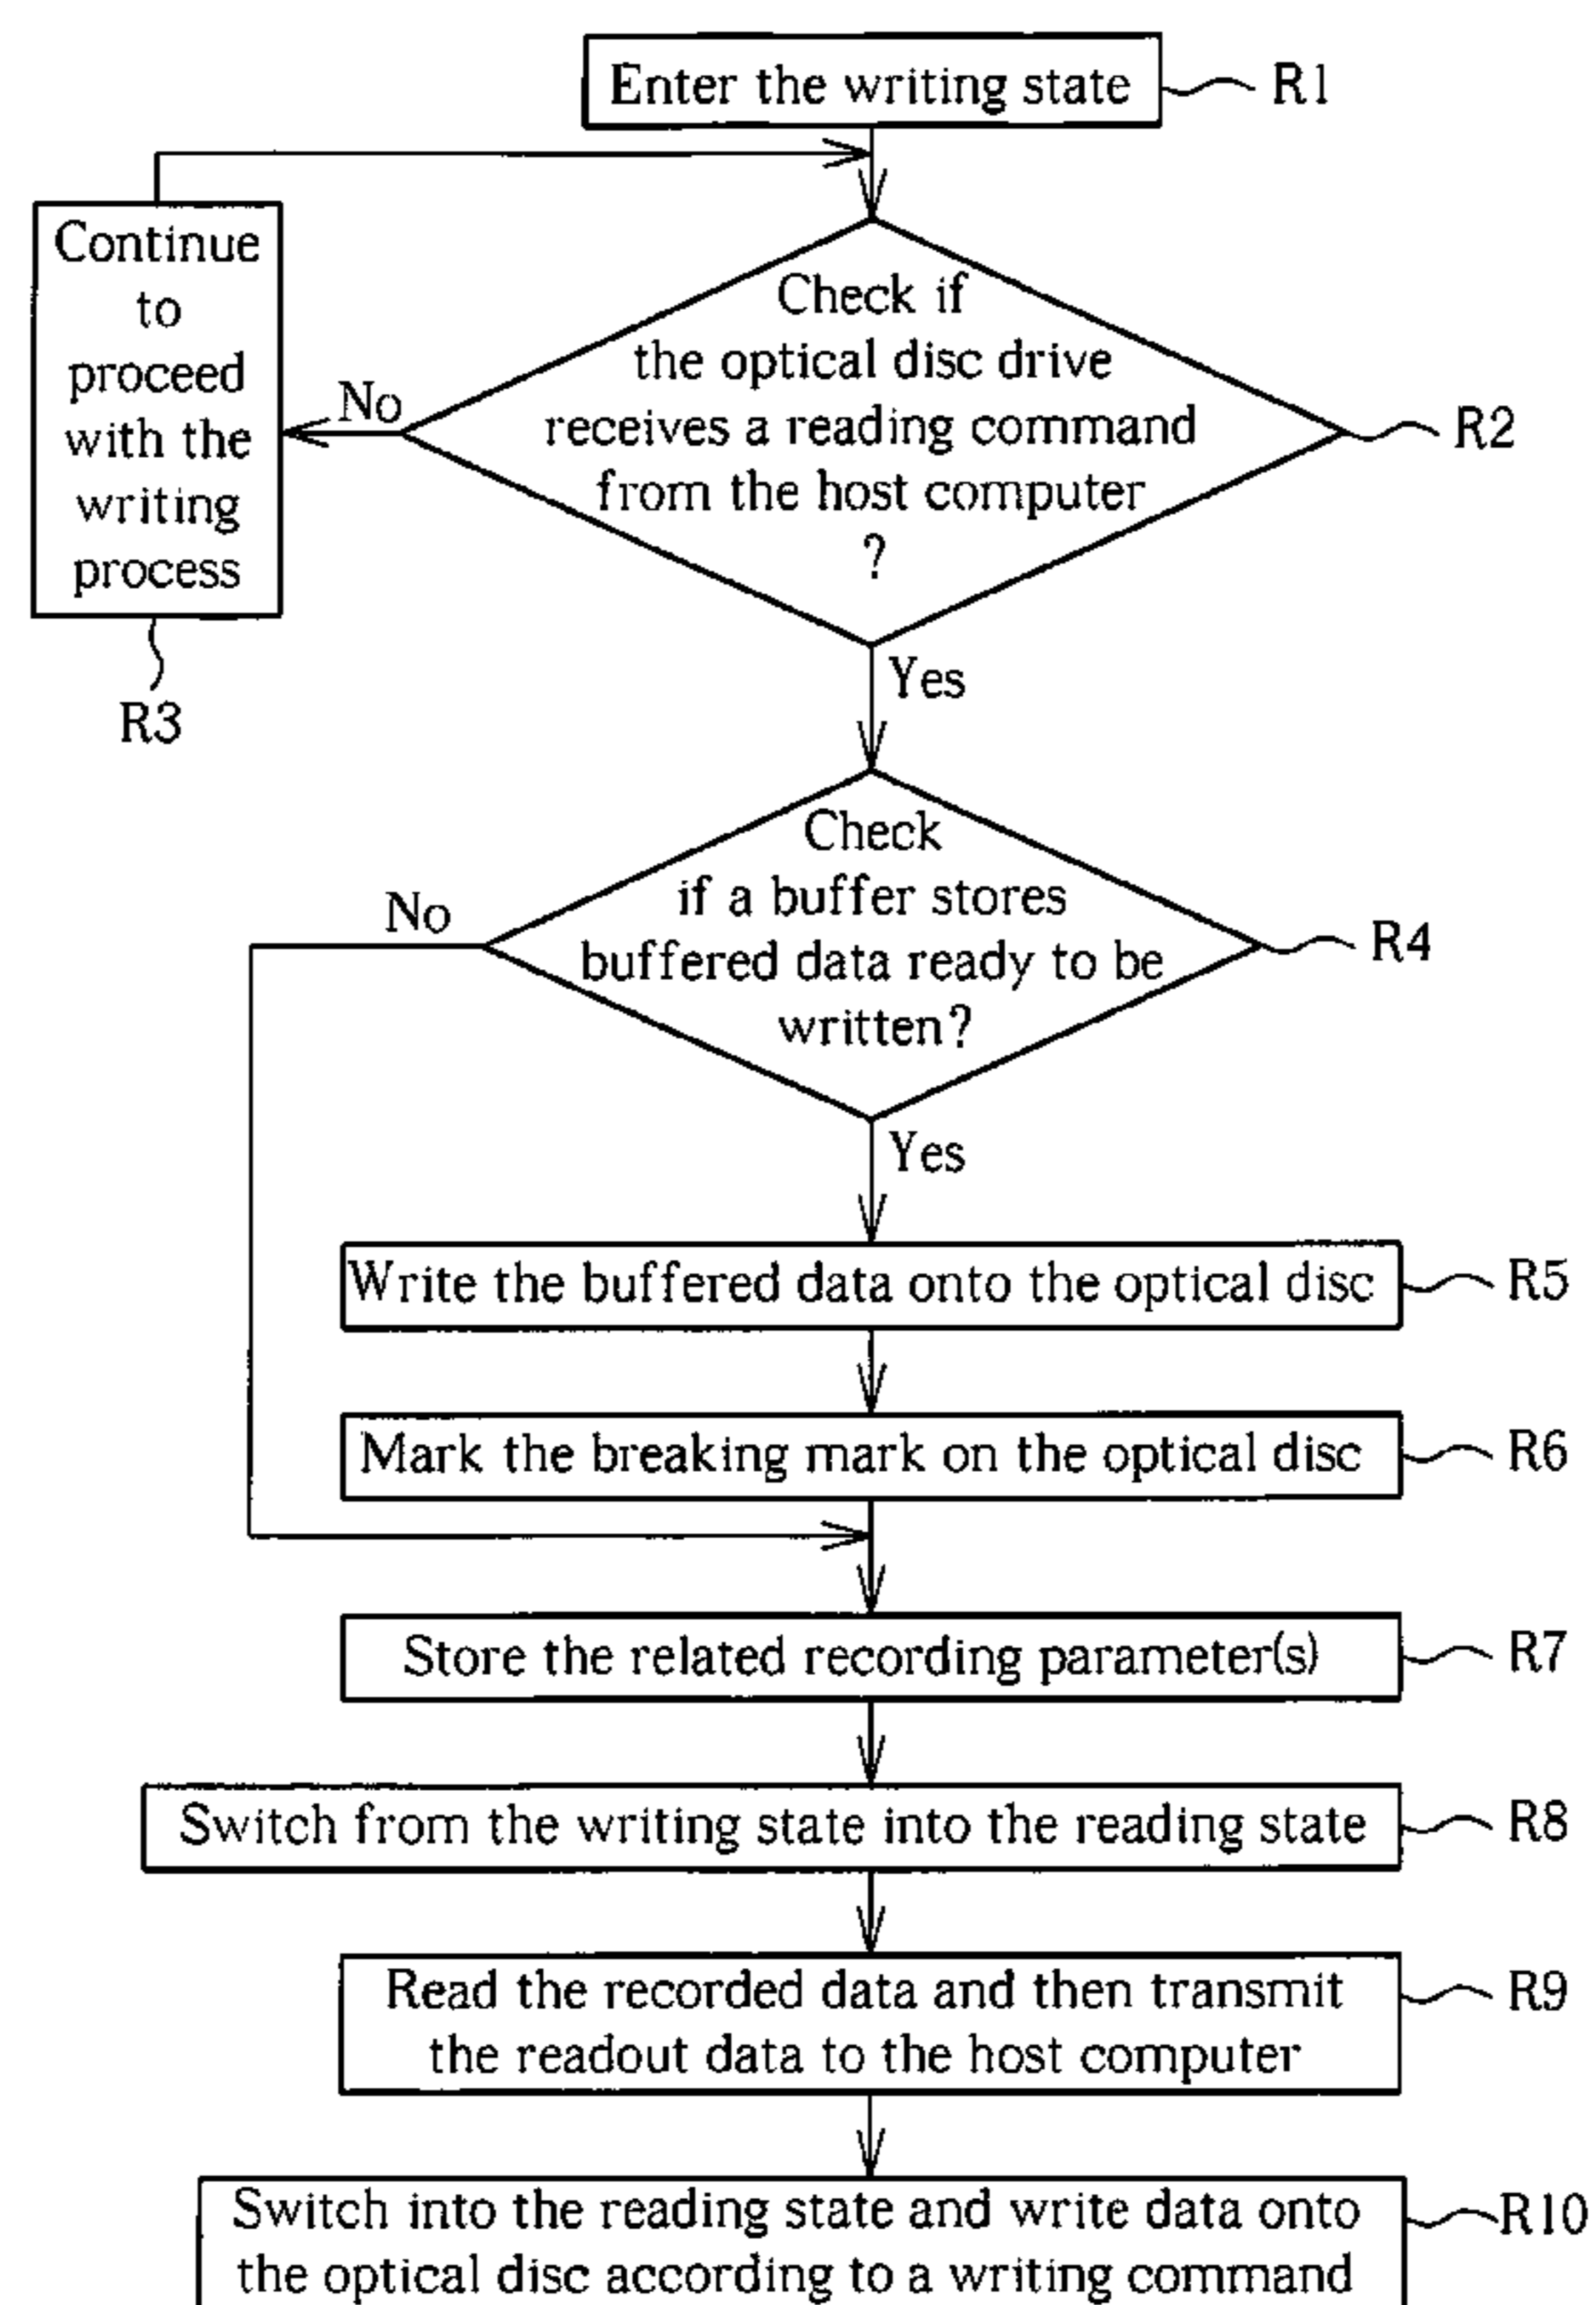 Enter the writing state
R1
Continue
to
proceed
with the
writing
process
R3
No
Check if
the optical disc drive
receives a reading command
from the host computer
?
R2
Yes
Check
if a buffer stores
buffered data ready to be
written?
R4
No
Yes
Write the buffered data onto the optical disc
R5
Mark the breaking mark on the optical disc
R6
Store the related recording parameter(s)
R7
Switch from the writing state into the reading state
R8
Read the recorded data and then transmit
the readout data to the host computer
R9
Switch into the reading state and write data onto
the optical disc according to a writing command
R10